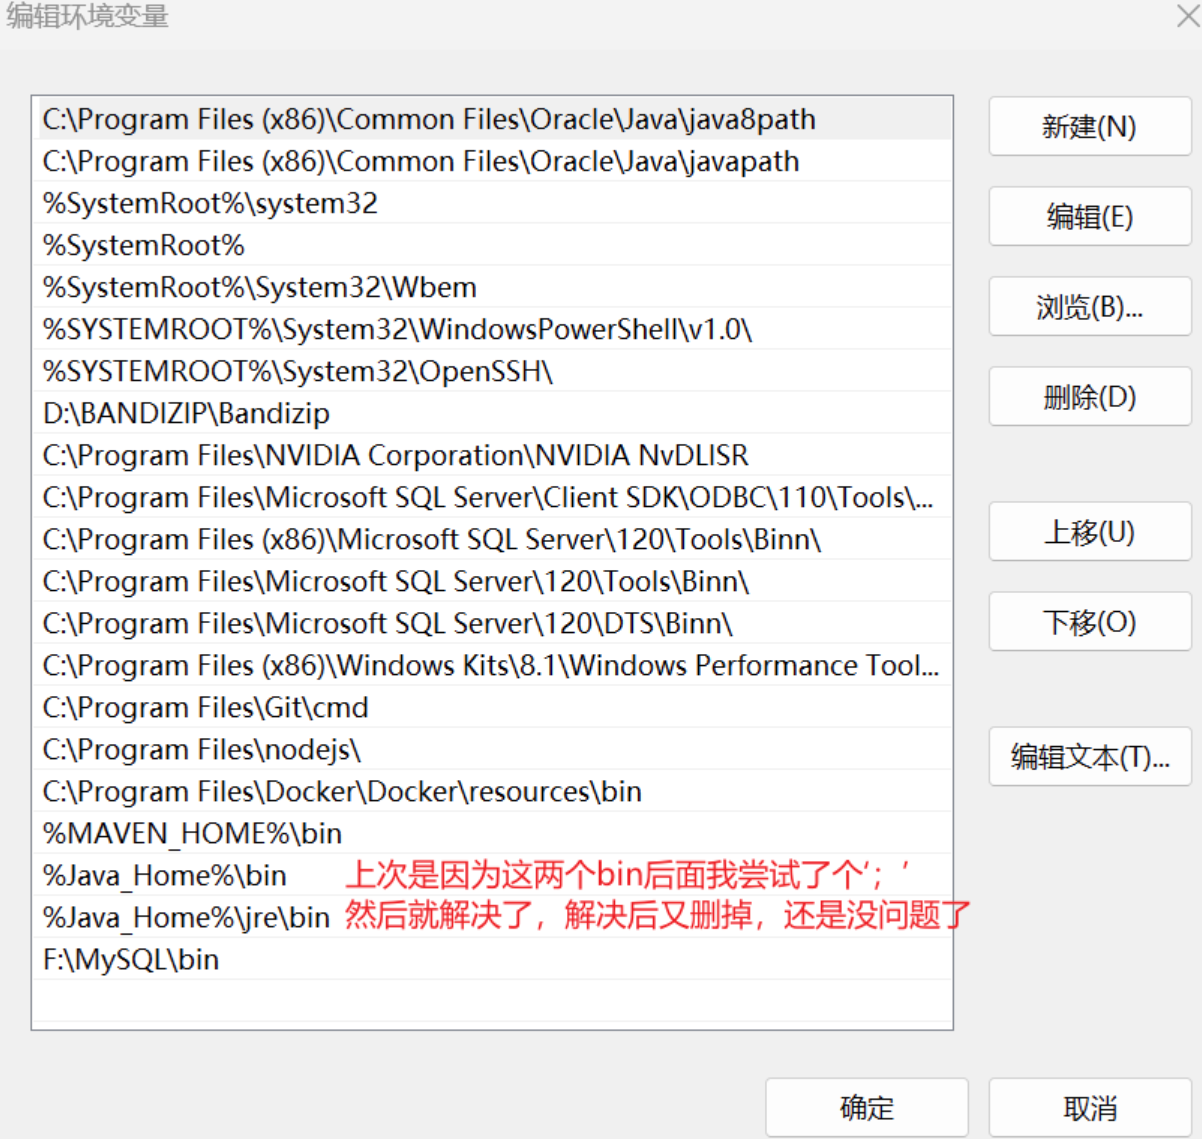 编辑环境变量
C:\Program Files (x86)\Common Files\Oracle\Java\java8path
新建(N)
C:\Program Files (x86)\Common Files\Oracle\Java\javapath
%SystemRoot%\system32
编辑(E)
%SystemRoot%
%SystemRoot%\System32\Wbem
浏览(B)...
%SYSTEMROOT%\System32\WindowsPowerShell\v1.0\
%SYSTEMROOT%\System32\OpenSSH\
删除(D)
D:\BANDIZIP\Bandizip
C:\Program Files\NVIDIA Corporation\NVIDIA NvDLISR
C:\Program Files\Microsoft SQL Server\Client SDK\ODBC\110\Tools\...
上移(U)
C:\Program Files (x86)\Microsoft SQL Server\120\Tools\Binn\
C:\Program Files\Microsoft SQL Server\120\Tools\Binn\
C:\Program Files\Microsoft SQL Server\120\DTS\Binn\
下移(O)
C:\Program Files (x86)\Windows Kits\8.1\Windows Performance Tool...
C:\Program Files\Git\cmd
C:\Program Files\nodejs\
编辑文本(T)...
C:\Program Files\Docker\Docker\resources\bin
%MAVEN_HOME%\bin
%Java_Home%\bin 上次是因为这两个bin后面我尝试了个‘；’
%Java_Home%\jre\bin 然后就解决了，解决后又删掉，还是没问题了
F:\MySQL\bin
确定
取消